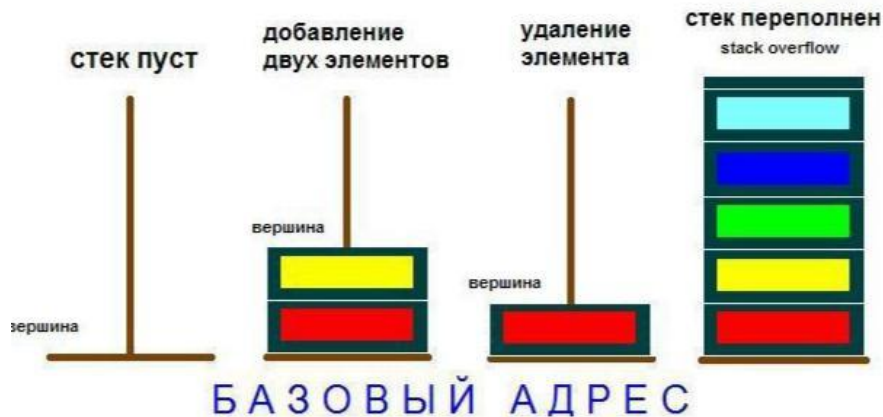 стек пуст
добавление
двух элементов
удаление
элемента
стек переполнен
stack overflow
вершина
вершина
вершина
БАЗОВЫЙ АДРЕС